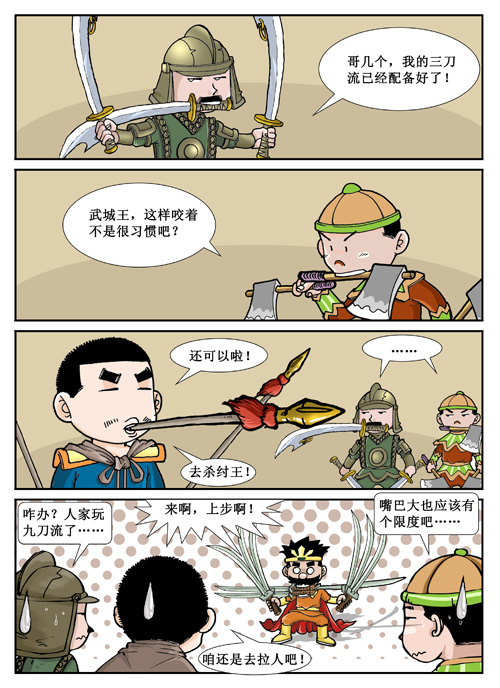 哥几个，我的三刀
流已经配备好了！
武城王，这样咬着
不是很习惯吧？
还可以啦！
……
去杀纣王！
咋办？人家玩
九刀流了……
来啊，上步啊！
嘴巴大也应该有
个限度吧……
咱还是去拉人吧！